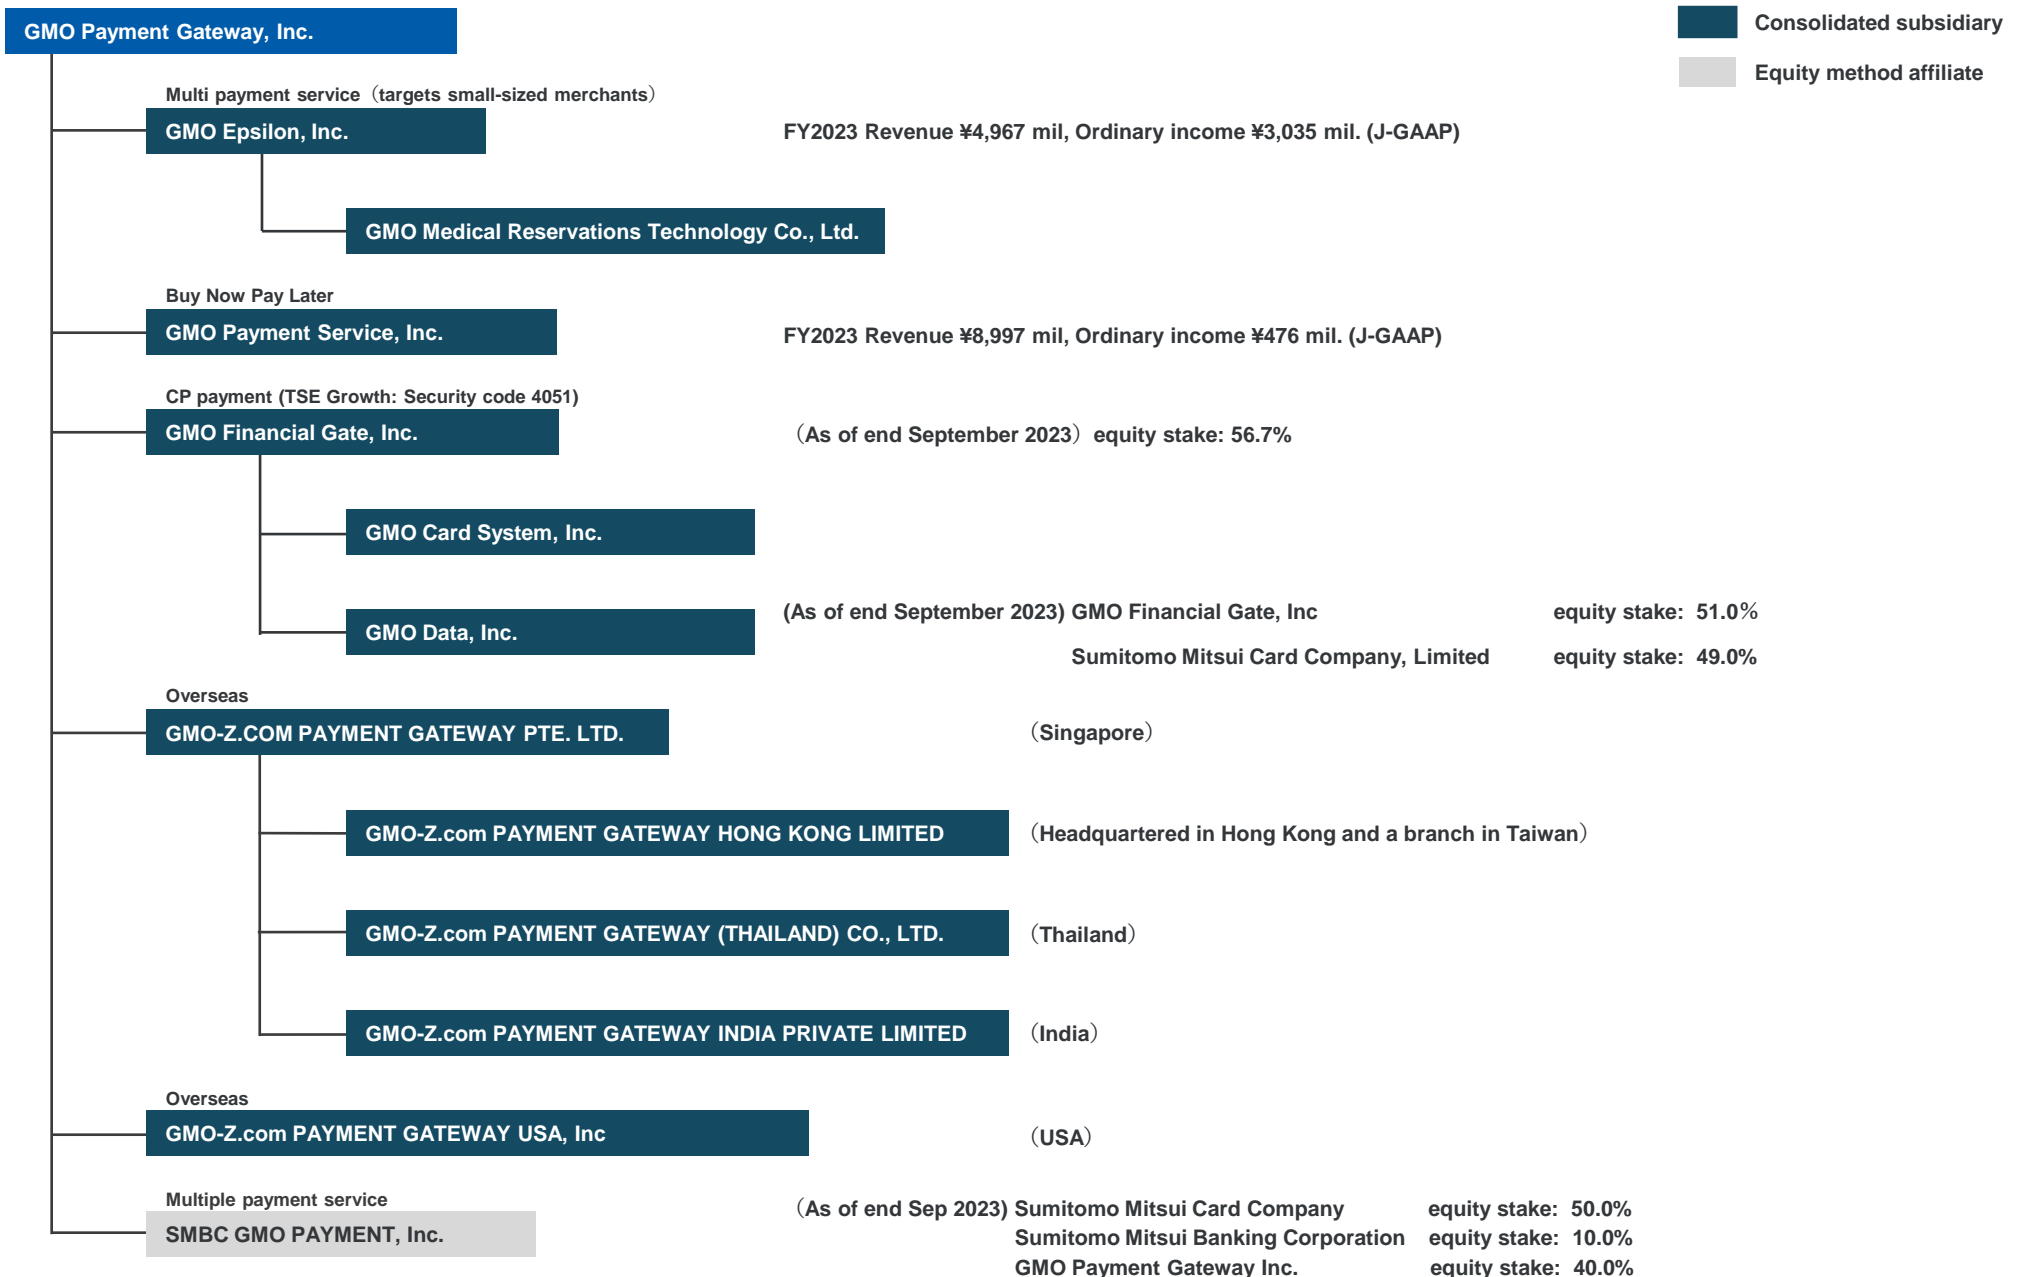 GMO Payment Gateway, Inc.
Consolidated subsidiary
Equity method affiliate
Multi payment service（targets small-sized merchants）
GMO Epsilon, Inc.
FY2023 Revenue ¥4,967 mil, Ordinary income ¥3,035 mil. (J-GAAP)
GMO Medical Reservations Technology Co., Ltd.
Buy Now Pay Later
GMO Payment Service, Inc.
FY2023 Revenue ¥8,997 mil, Ordinary income ¥476 mil. (J-GAAP)
CP payment (TSE Growth: Security code 4051)
GMO Financial Gate, Inc.
（As of end September 2023）equity stake: 56.7%
GMO Card System, Inc.
GMO Data, Inc.
(As of end September 2023) GMO Financial Gate, Inc equity stake: 51.0％
Sumitomo Mitsui Card Company, Limited equity stake: 49.0%
Overseas
GMO-Z.COM PAYMENT GATEWAY PTE. LTD.
（Singapore）
GMO-Z.com PAYMENT GATEWAY HONG KONG LIMITED
（Headquartered in Hong Kong and a branch in Taiwan）
GMO-Z.com PAYMENT GATEWAY (THAILAND) CO., LTD.
（Thailand）
GMO-Z.com PAYMENT GATEWAY INDIA PRIVATE LIMITED
（India）
Overseas
GMO-Z.com PAYMENT GATEWAY USA, Inc
（USA）
Multiple payment service
SMBC GMO PAYMENT, Inc.
（As of end Sep 2023) Sumitomo Mitsui Card Company equity stake: 50.0%
Sumitomo Mitsui Banking Corporation equity stake: 10.0%
GMO Payment Gateway Inc. equity stake: 40.0%